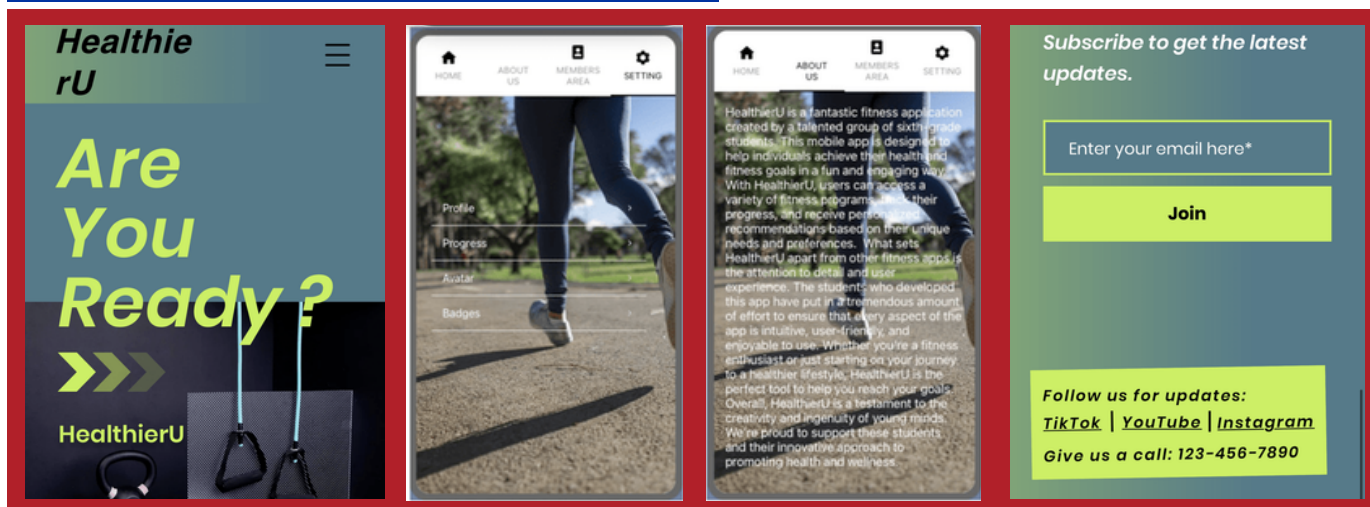 Healthie
rU
Are
You
Ready ?
HealthierU
HOME
ABOUT
US
MEMBERS
AREA
SETTING
Profile
Progress
Avatar
Badges
HOME
ABOUT
US
MEMBERS
AREA
SETTING
HealthierU is a fantastic fitness application
created by a talented group of sixth-grade
students. This mobile app is designed to
help individuals achieve their health and
fitness goals in a fun and engaging way.
With HealthierU, users can access a
variety of fitness programs, track their
progress, and receive personalized
recommendations based on their unique
needs and preferences. What sets
HealthierU apart from other fitness apps is
the attention to detail and user
experience. The students who developed
this app have put in a tremendous amount
of effort to ensure that every aspect of the
app is intuitive, user-friendly, and
enjoyable to use. Whether you're a fitness
enthusiast or just starting on your journey
to a healthier lifestyle, HealthierU is the
perfect tool to help you reach your goals.
Overall, HealthierU is a testament to the
creativity and ingenuity of young minds.
We're proud to support these students
and their innovative approach to
promoting health and wellness.
Subscribe to get the latest
updates.
Enter your email here*
Join
Follow us for updates:
TikTok | YouTube | Instagram
Give us a call: 123-456-7890